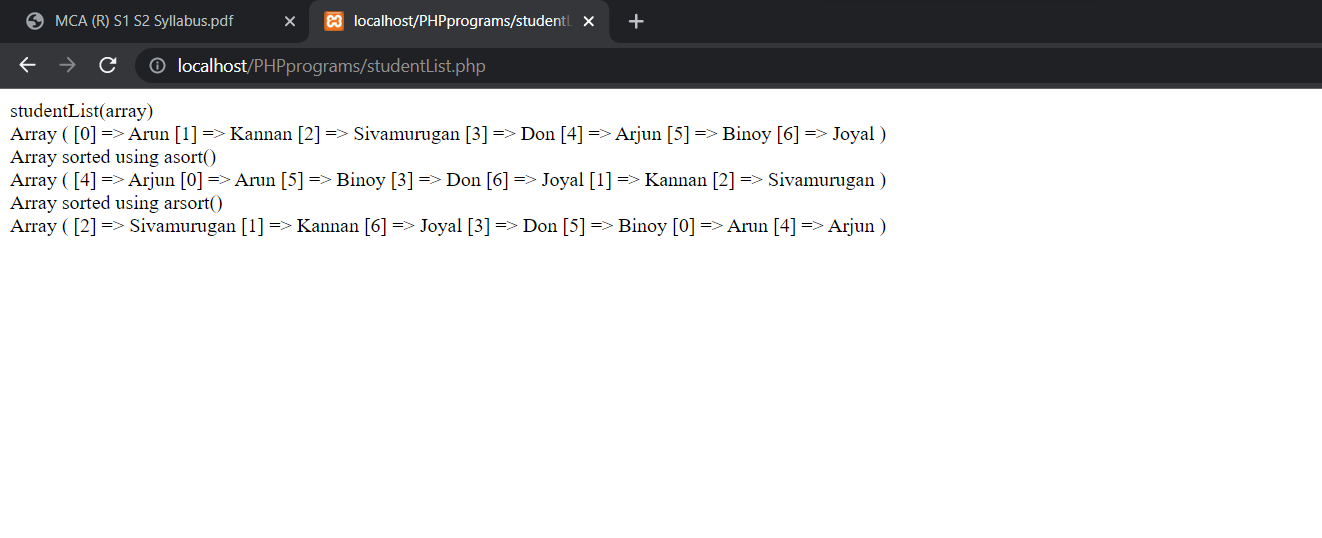 MCA (R) S1 S2 Syllabus.pdf
localhost/PHPprograms/studentL
localhost/PHPprograms/studentList.php
studentList(array)
Array ( [0] => Arun [1] => Kannan [2] => Sivamurugan [3] => Don [4] => Arjun [5] => Binoy [6] => Joyal )
Array sorted using asort()
Array ( [4] => Arjun [0] => Arun [5] => Binoy [3] => Don [6] => Joyal [1] => Kannan [2] => Sivamurugan )
Array sorted using arsort()
Array ( [2] => Sivamurugan [1] => Kannan [6] => Joyal [3] => Don [5] => Binoy [0] => Arun [4] => Arjun )